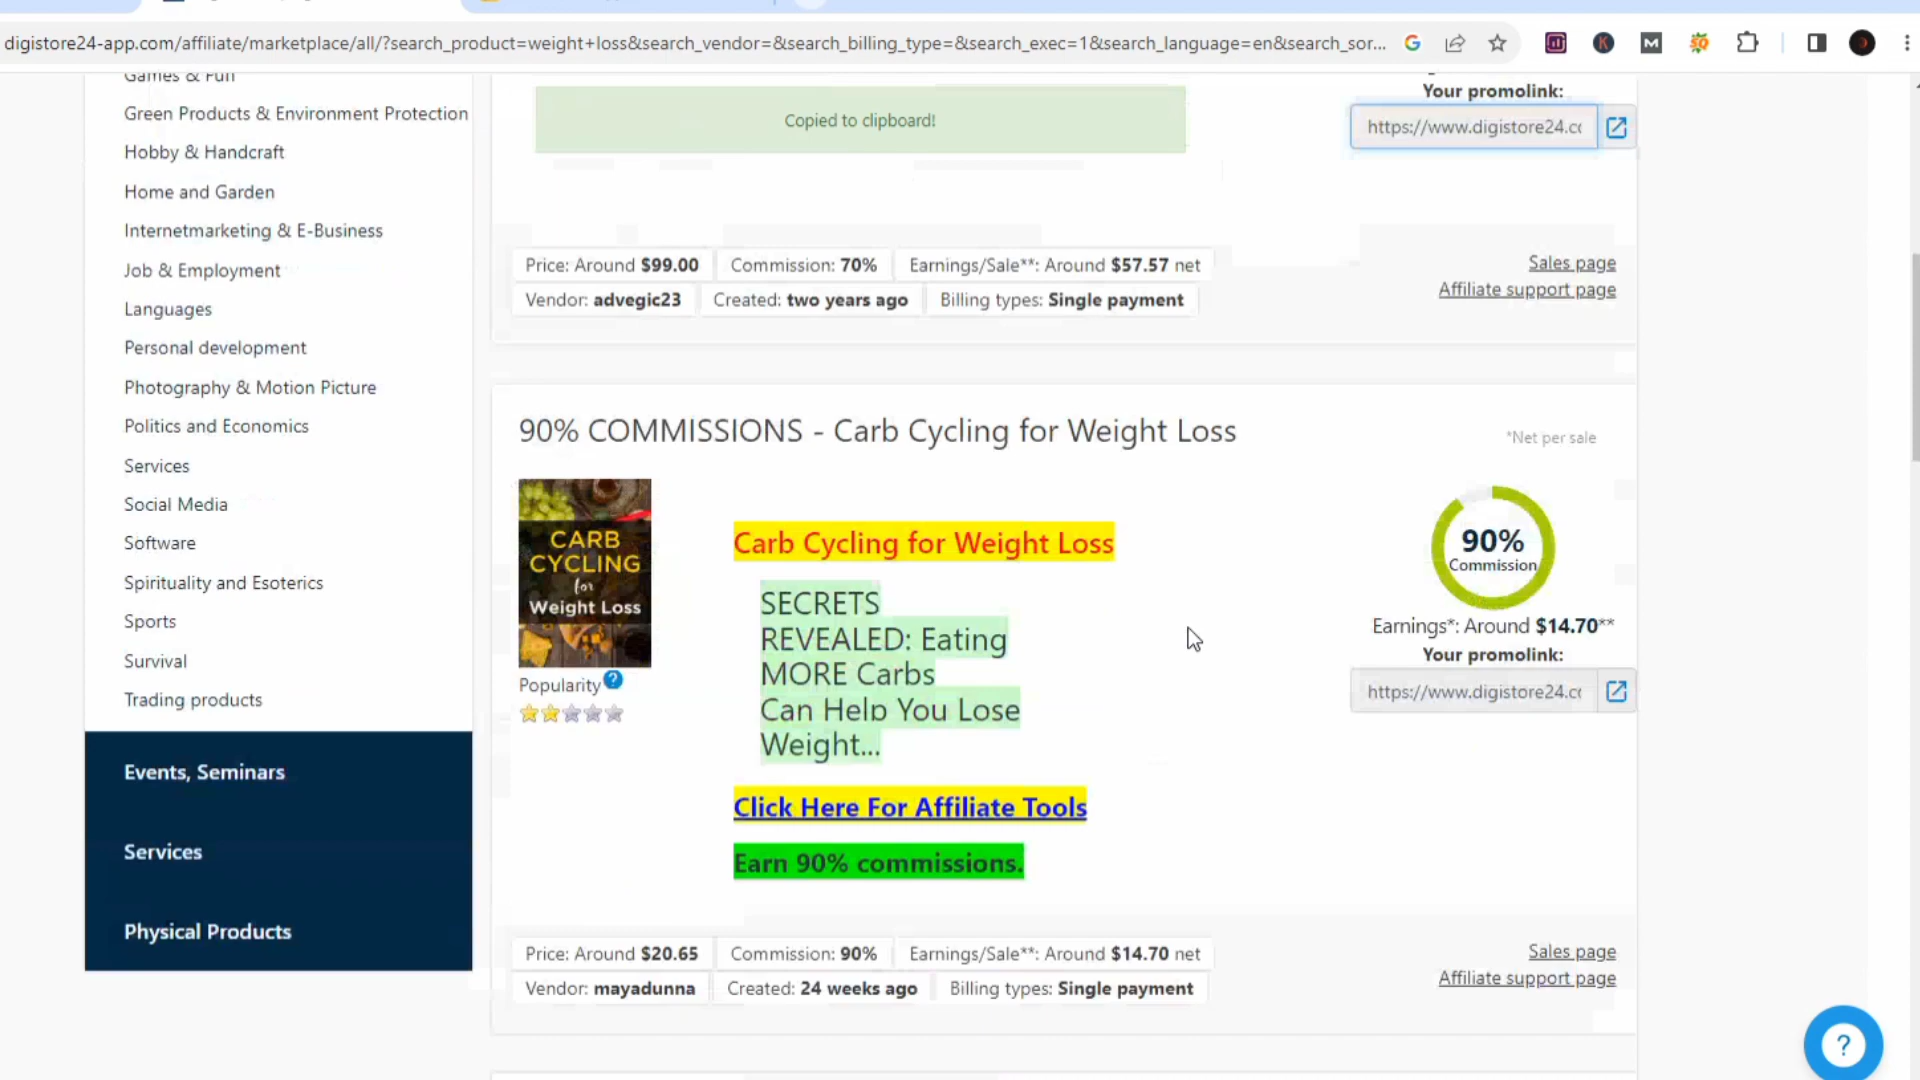 digistore24-app.com/affiliate/marketplace/all/?search_product=weight+loss&search_vendor=&search_billing_type=&search_exec=1&search_language=en&search_sor...
Games & Fun
Green Products & Environment Protection
Hobby & Handcraft
Home and Garden
Internetmarketing & E-Business
Job & Employment
Languages
Personal development
Photography & Motion Picture
Politics and Economics
Services
Social Media
Software
Spirituality and Esoterics
Sports
Survival
Trading products
Events, Seminars
Services
Physical Products
Copied to clipboard!
Your promolink:
https://www.digistore24.co
Price: Around $99.00
Commission: 70%
Earnings/Sale**: Around $57.57 net
Vendor: advegic23
Created: two years ago
Billing types: Single payment
Sales page
Affiliate support page
90% COMMISSIONS - Carb Cycling for Weight Loss
*Net per sale
CARB
CYCLING
for
Weight Loss
Popularity ?
Carb Cycling for Weight Loss
SECRETS
REVEALED: Eating
MORE Carbs
Can Help You Lose
Weight...
Click Here For Affiliate Tools
Earn 90% commissions.
90%
Commission
Earnings*: Around $14.70**
Your promolink:
https://www.digistore24.co
Price: Around $20.65
Commission: 90%
Earnings/Sale**: Around $14.70 net
Vendor: mayadunna
Created: 24 weeks ago
Billing types: Single payment
Sales page
Affiliate support page
?